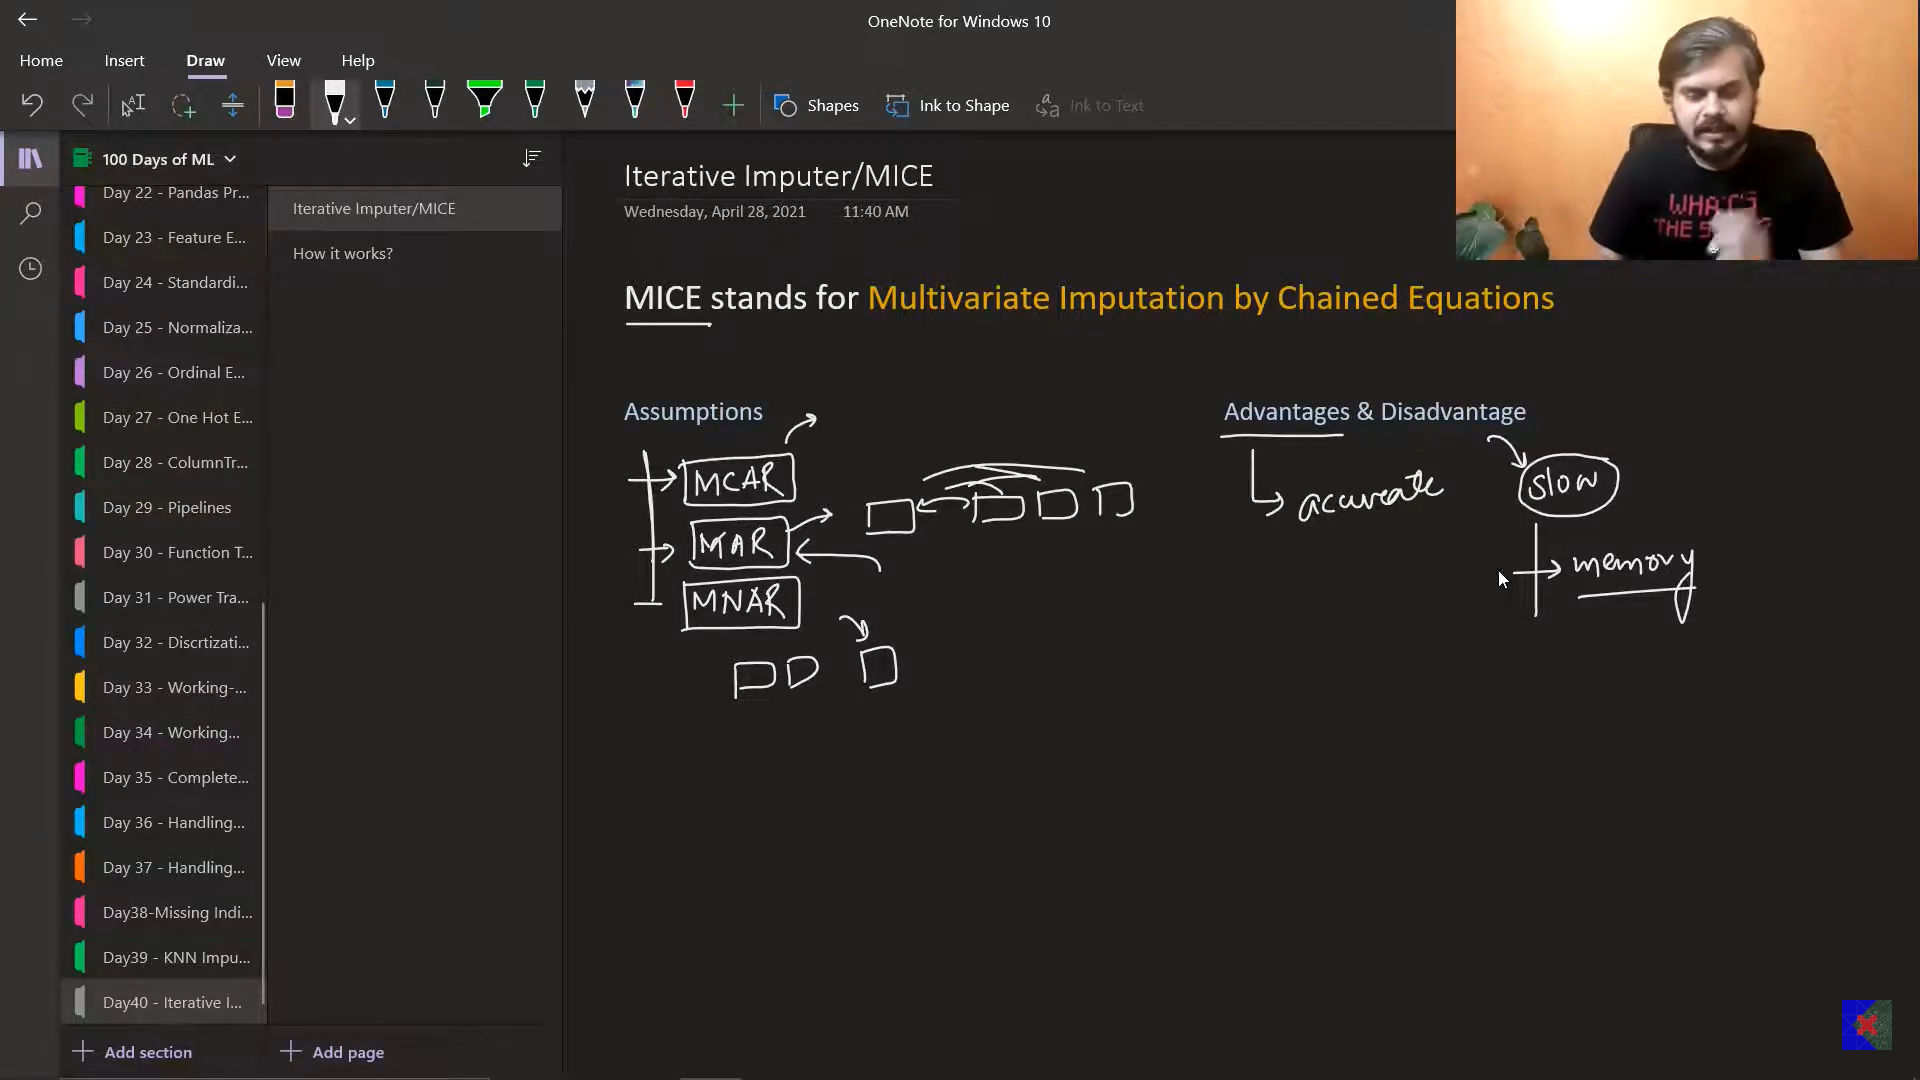 OneNote for Windows 10
Home Insert Draw View Help
Shapes Ink to Shape Ink to Text
100 Days of ML
Day 22 - Pandas Pr...
Day 23 - Feature E...
Day 24 - Standardi...
Day 25 - Normaliza...
Day 26 - Ordinal E...
Day 27 - One Hot E...
Day 28 - ColumnTr...
Day 29 - Pipelines
Day 30 - Function T...
Day 31 - Power Tra...
Day 32 - Discrtizati...
Day 33 - Working-...
Day 34 - Working...
Day 35 - Complete...
Day 36 - Handling...
Day 37 - Handling...
Day38-Missing Indi...
Day39 - KNN Impu...
Day40 - Iterative I...
Add section
Iterative Imputer/MICE
How it works?
Add page
Iterative Imputer/MICE
Wednesday, April 28, 2021 11:40 AM
MICE stands for Multivariate Imputation by Chained Equations
Assumptions
MCAR
MAR
MNAR
Advantages & Disadvantage
accureate
slow
memory
WHAT'S
THE